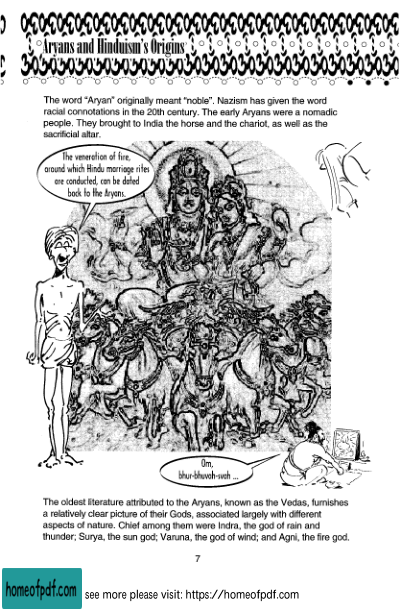 Aryans and Hinduism's Origins
The word “Aryan” originally meant “noble”. Nazism has given the word
racial connotations in the 20th century. The early Aryans were a nomadic
people. They brought to India the horse and the chariot, as well as the
sacrificial altar.
The veneration of fire,
around which Hindu marriage rites
are conducted, can be dated
back to the Aryans.
Om,
bhur-bhuvah-svah ...
The oldest literature attributed to the Aryans, known as the Vedas, furnishes
a relatively clear picture of their Gods, associated largely with different
aspects of nature. Chief among them were Indra, the god of rain and
thunder; Surya, the sun god; Varuna, the god of wind; and Agni, the fire god.
7
homeofpdf.com
see more please visit: https://homeofpdf.com